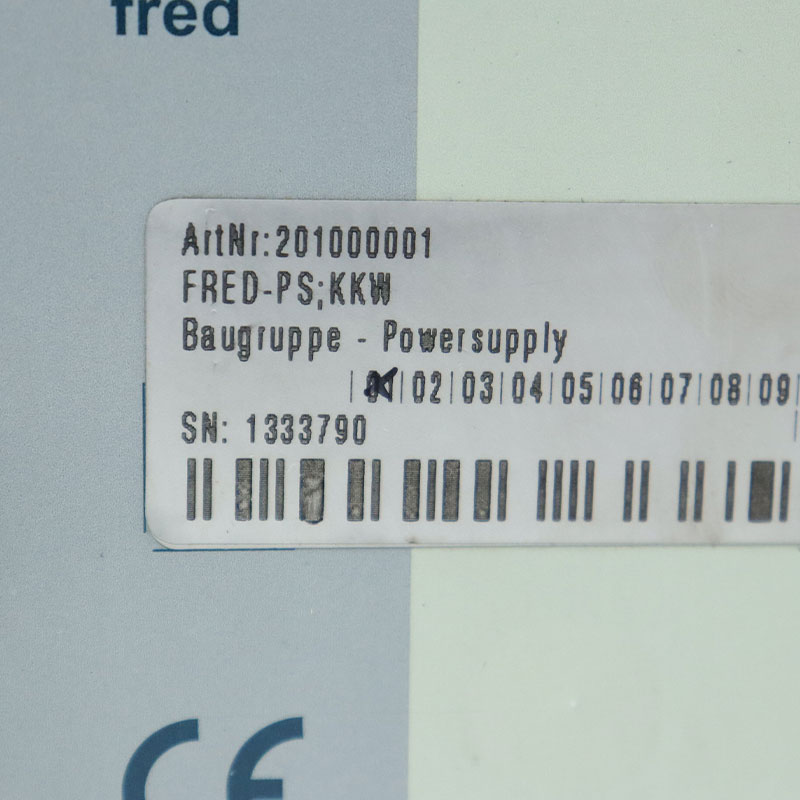 fred
ArtNr:201000001
FRED-PS;KKW
Baugruppe - Powersupply
|01|02|03|04|05|06|07|08|09|
SN: 1333790
CE